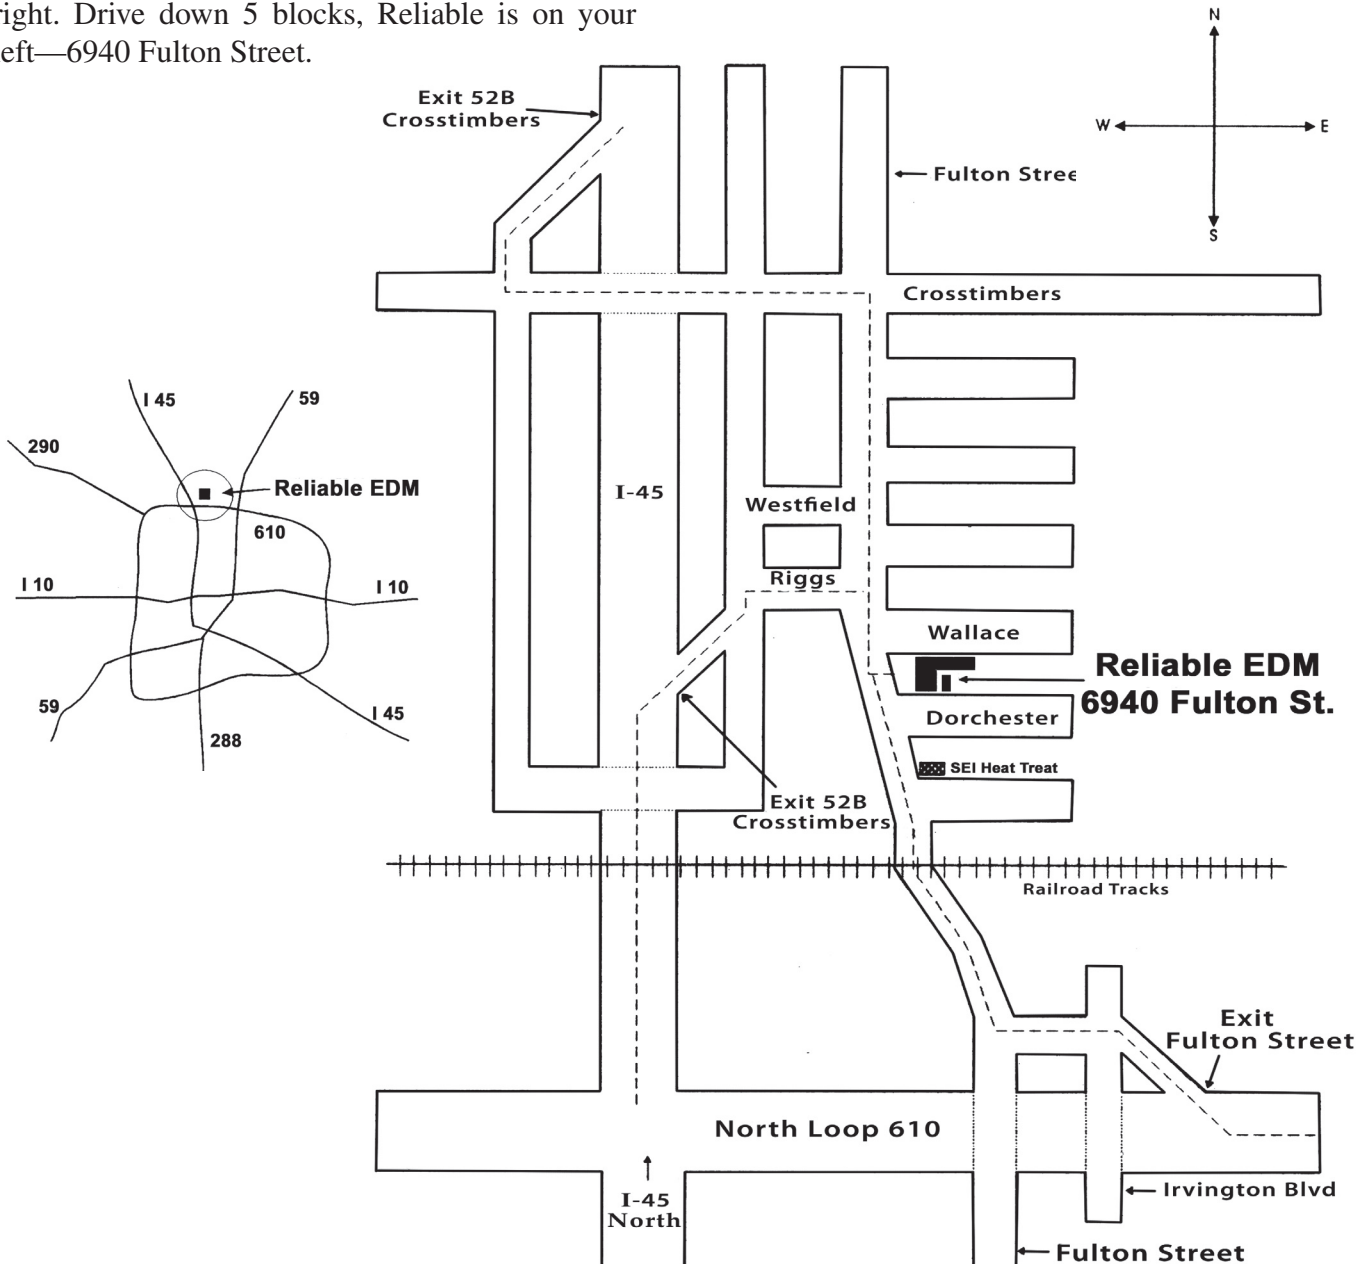 right. Drive down 5 blocks, Reliable is on your
eft—6940 Fulton Street.
N
W
E
S
Exit 52B
Crosstimbers
Fulton Stree
Crosstimbers
I 45
59
290
Reliable EDM
610
I 10
I 10
59
I 45
288
I-45
Westfield
Riggs
Wallace
Reliable EDM
6940 Fulton St.
Dorchester
SEI Heat Treat
Exit 52B
Crosstimbers
Railroad Tracks
Exit
Fulton Street
North Loop 610
I-45
North
Irvington Blvd
Fulton Street